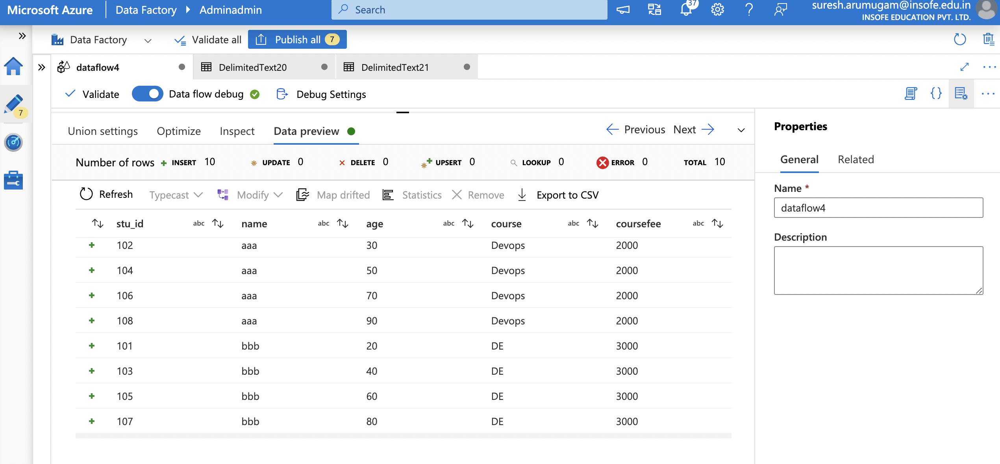 Microsoft Azure Data Factory Adminadmin Search 37 suresh.arumugam@insofe.edu.in
INSOFE EDUCATION PVT. LTD.
Data Factory Validate all Publish all 7
dataflow4 DelimitedText20 DelimitedText21
Validate Data flow debug Debug Settings
7
Union settings Optimize Inspect Data preview Previous Next
Number of rows INSERT 10 UPDATE 0 DELETE 0 UPSERT 0 LOOKUP 0 ERROR 0 TOTAL 10
Refresh Typecast Modify Map drifted Statistics Remove Export to CSV
stu_id abc name abc age abc course abc coursefee abc
102 aaa 30 Devops 2000
104 aaa 50 Devops 2000
106 aaa 70 Devops 2000
108 aaa 90 Devops 2000
101 bbb 20 DE 3000
103 bbb 40 DE 3000
105 bbb 60 DE 3000
107 bbb 80 DE 3000
Properties
General Related
Name *
dataflow4
Description